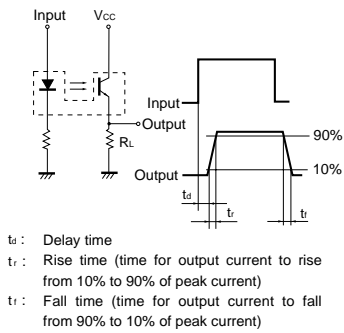 Input
Vcc
Output
RL
Input
Output
90%
10%
td
tr
tf
td : Delay time
tr : Rise time (time for output current to rise
from 10% to 90% of peak current)
tf : Fall time (time for output current to fall
from 90% to 10% of peak current)